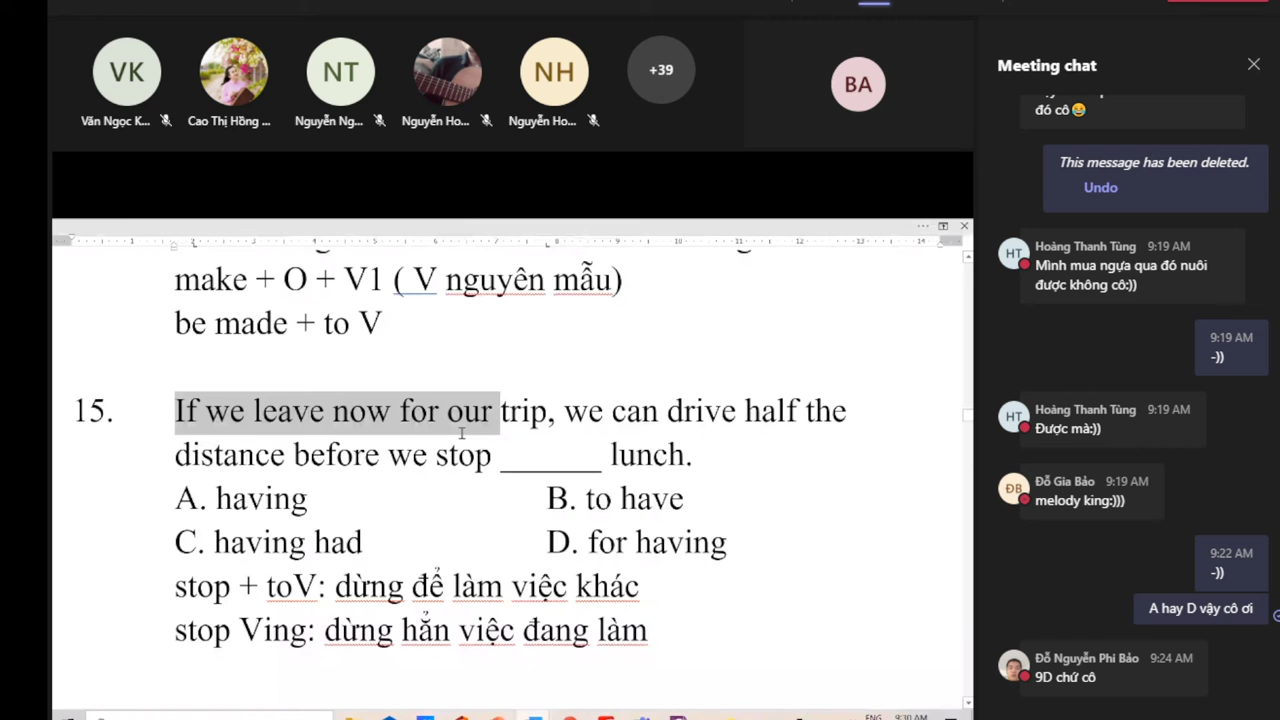 VK
NT
NH
+39
BA
Văn Ngọc K...
Cao Thị Hồng ...
Nguyễn Ng...
Nguyễn Ho...
Nguyễn Ho...
make + O + V1 ( V nguyên mẫu)
be made + to V
15. If we leave now for our trip, we can drive half the
distance before we stop ______ lunch.
A. having B. to have
C. having had D. for having
stop + toV: dừng để làm việc khác
stop Ving: dừng hẳn việc đang làm
Meeting chat
đó cô😂
This message has been deleted.
Undo
HT
Hoàng Thanh Tùng 9:19 AM
Mình mua ngựa qua đó nuôi
được không cô:))
9:19 AM
-))
HT
Hoàng Thanh Tùng 9:19 AM
Được mà:))
ĐB
Đỗ Gia Bảo 9:19 AM
melody king:)))
9:22 AM
-))
A hay D vậy cô ơi
Đỗ Nguyễn Phi Bảo 9:24 AM
9D chứ cô